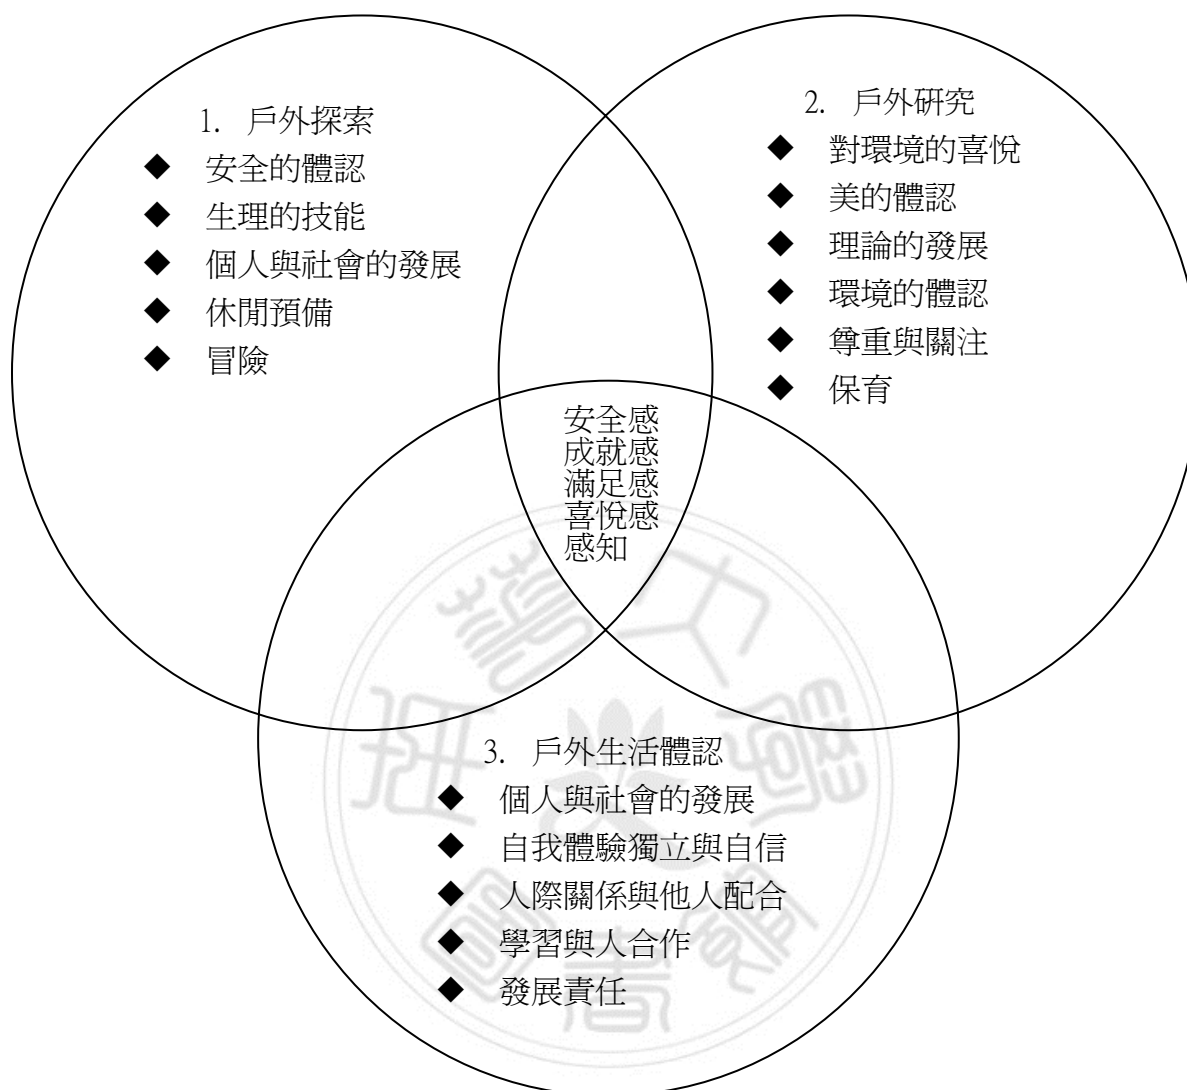 1. 戶外探索
◆ 安全的體認
◆ 生理的技能
◆ 個人與社會的發展
◆ 休閒預備
◆ 冒險
2. 戶外研究
◆ 對環境的喜悅
◆ 美的體認
◆ 理論的發展
◆ 環境的體認
◆ 尊重與關注
◆ 保育
安全感
成就感
滿足感
喜悅感
感知
3. 戶外生活體認
◆ 個人與社會的發展
◆ 自我體驗獨立與自信
◆ 人際關係與他人配合
◆ 學習與人合作
◆ 發展責任